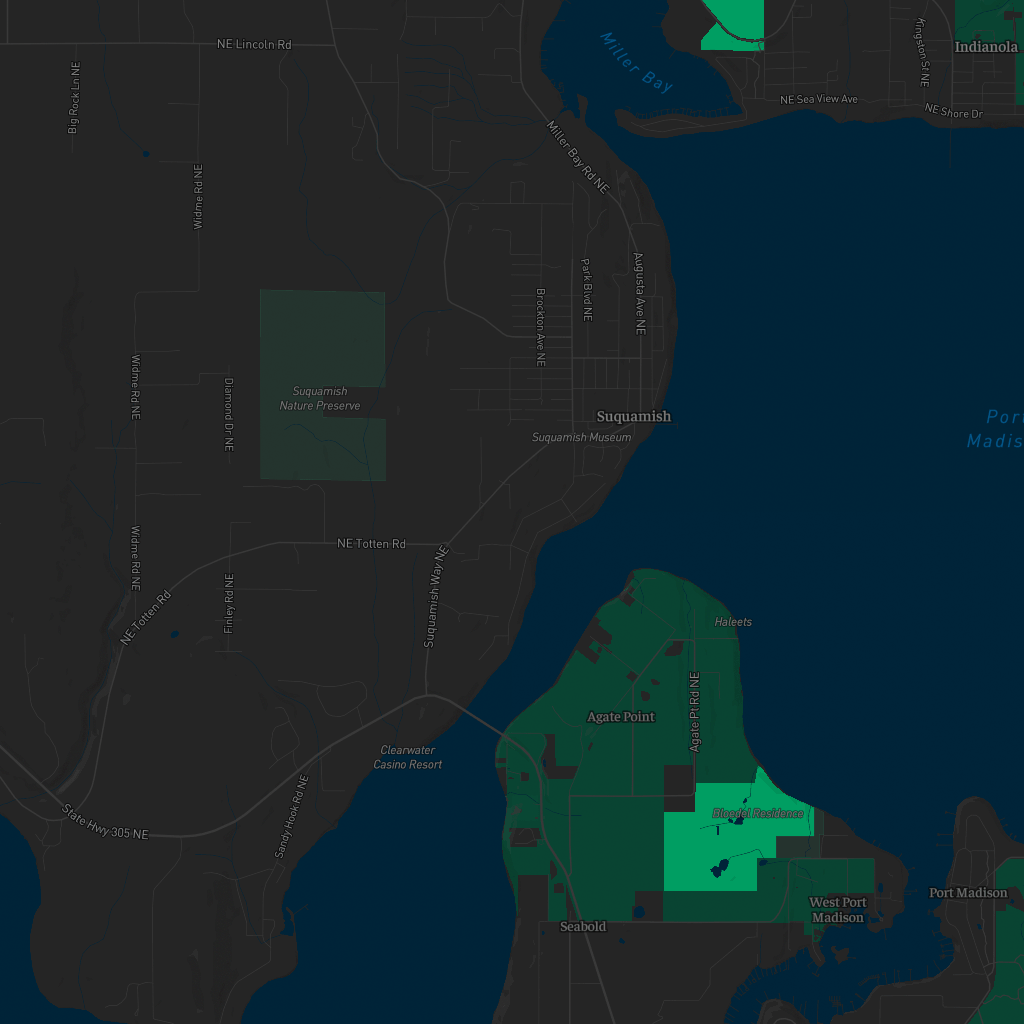 NE Lincoln Rd
Miller Bay
Kingston St NE
Indianola
Big Rock Ln NE
NE Sea View Ave
NE Shore Dr
Miller Bay Rd NE
Widme Rd NE
Park Blvd NE
Augusta Ave NE
Brockton Ave NE
Widme Rd NE
Diamond Dr NE
Suquamish
Nature Preserve
Suquamish
Suquamish Museum
Port
Madis
Widme Rd NE
NE Totten Rd
Suquamish Way NE
Finley Rd NE
NE Totten Rd
Haleets
Agate Pt Rd NE
Agate Point
Clearwater
Casino Resort
State Hwy 305 NE
Sandy Hook Rd NE
Bloedel Residence
Port Madison
West Port
Madison
Seabold